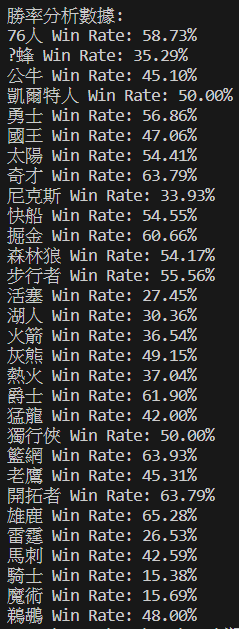 勝率分析數據:
76人 Win Rate: 58.73%
?蜂 Win Rate: 35.29%
公牛 Win Rate: 45.10%
凱爾特人 Win Rate: 50.00%
勇士 Win Rate: 56.86%
國王 Win Rate: 47.06%
太陽 Win Rate: 54.41%
奇才 Win Rate: 63.79%
尼克斯 Win Rate: 33.93%
快船 Win Rate: 54.55%
掘金 Win Rate: 60.66%
森林狼 Win Rate: 54.17%
步行者 Win Rate: 55.56%
活塞 Win Rate: 27.45%
湖人 Win Rate: 30.36%
火箭 Win Rate: 36.54%
灰熊 Win Rate: 49.15%
熱火 Win Rate: 37.04%
爵士 Win Rate: 61.90%
猛龍 Win Rate: 42.00%
獨行俠 Win Rate: 50.00%
籃網 Win Rate: 63.93%
老鷹 Win Rate: 45.31%
開拓者 Win Rate: 63.79%
雄鹿 Win Rate: 65.28%
雷霆 Win Rate: 26.53%
馬刺 Win Rate: 42.59%
騎士 Win Rate: 15.38%
魔術 Win Rate: 15.69%
鵜鶘 Win Rate: 48.00%